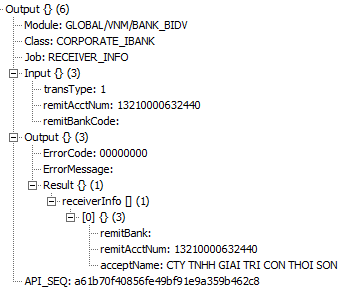 Output {} (6)
Module: GLOBAL/VNM/BANK_BIDV
Class: CORPORATE_IBANK
Job: RECEIVER_INFO
Input {} (3)
transType: 1
remitAcctNum: 13210000632440
remitBankCode:
Output {} (3)
ErrorCode: 00000000
ErrorMessage:
Result {} (1)
receiverInfo [] (1)
[0] {} (3)
remitBank:
remitAcctNum: 13210000632440
acceptName: CTY TNHH GIAI TRI CON THOI SON
API_SEQ: a61b70f40856fe49bf91e9a359b462c8